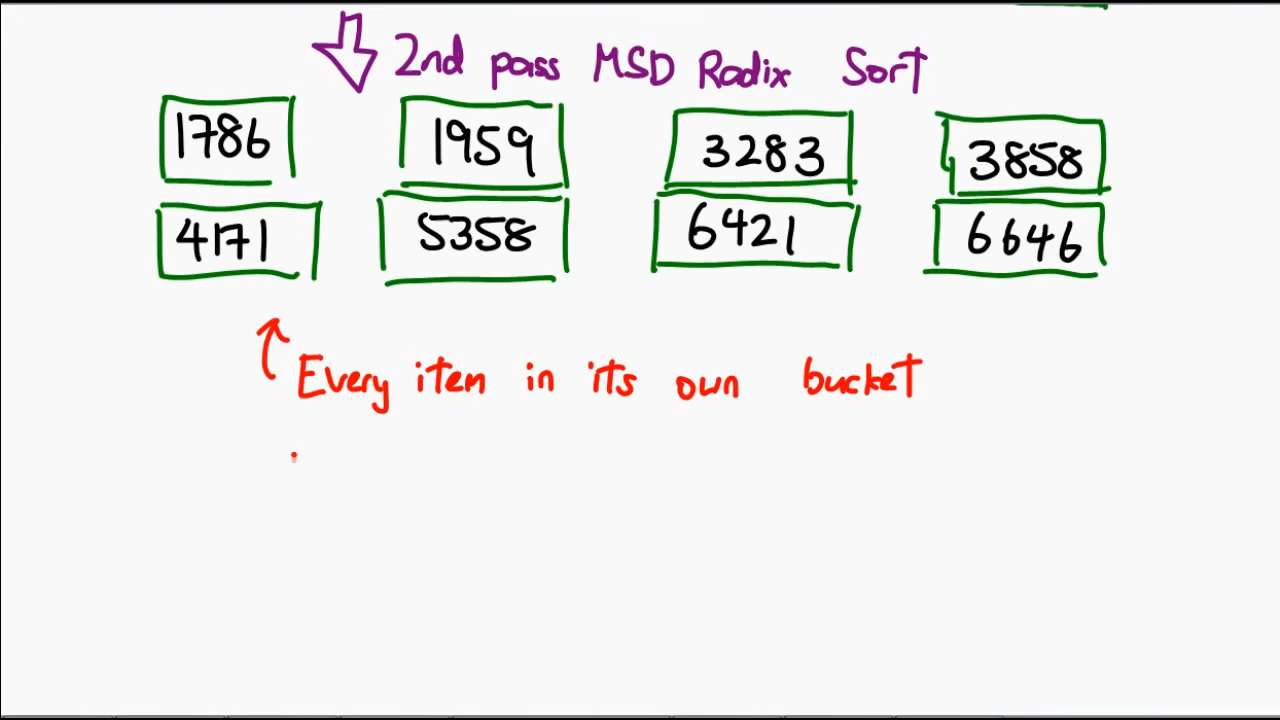 2nd pass MSD Radix Sort
1786 1959 3283 3858
4171 5358 6421 6646
Every item in its own bucket